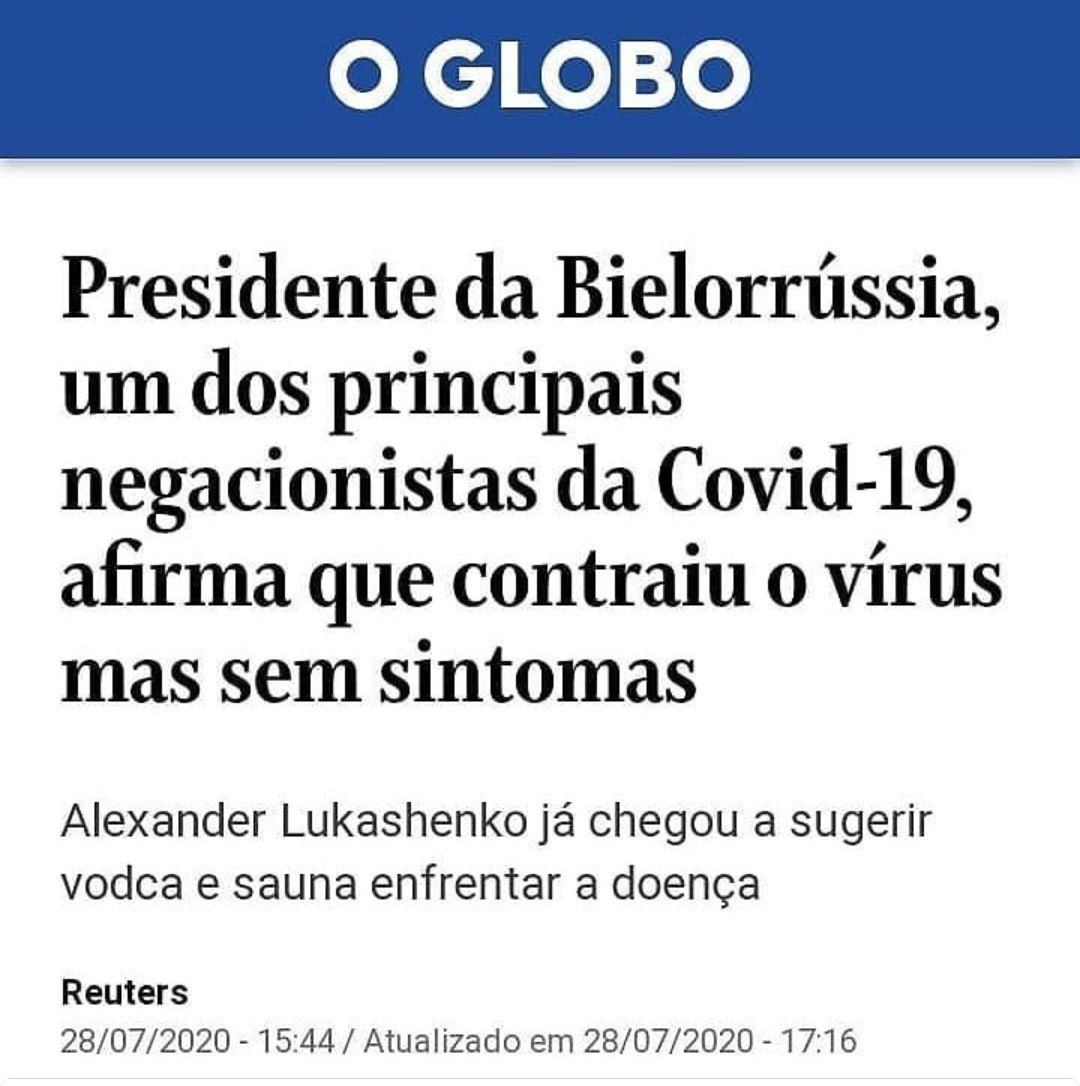 O GLOBO
Presidente da Bielorrússia,
um dos principais
negacionistas da Covid-19,
afirma que contraiu o vírus
mas sem sintomas
Alexander Lukashenko já chegou a sugerir
vodca e sauna enfrentar a doença
Reuters
28/07/2020 - 15:44 / Atualizado em 28/07/2020 - 17:16